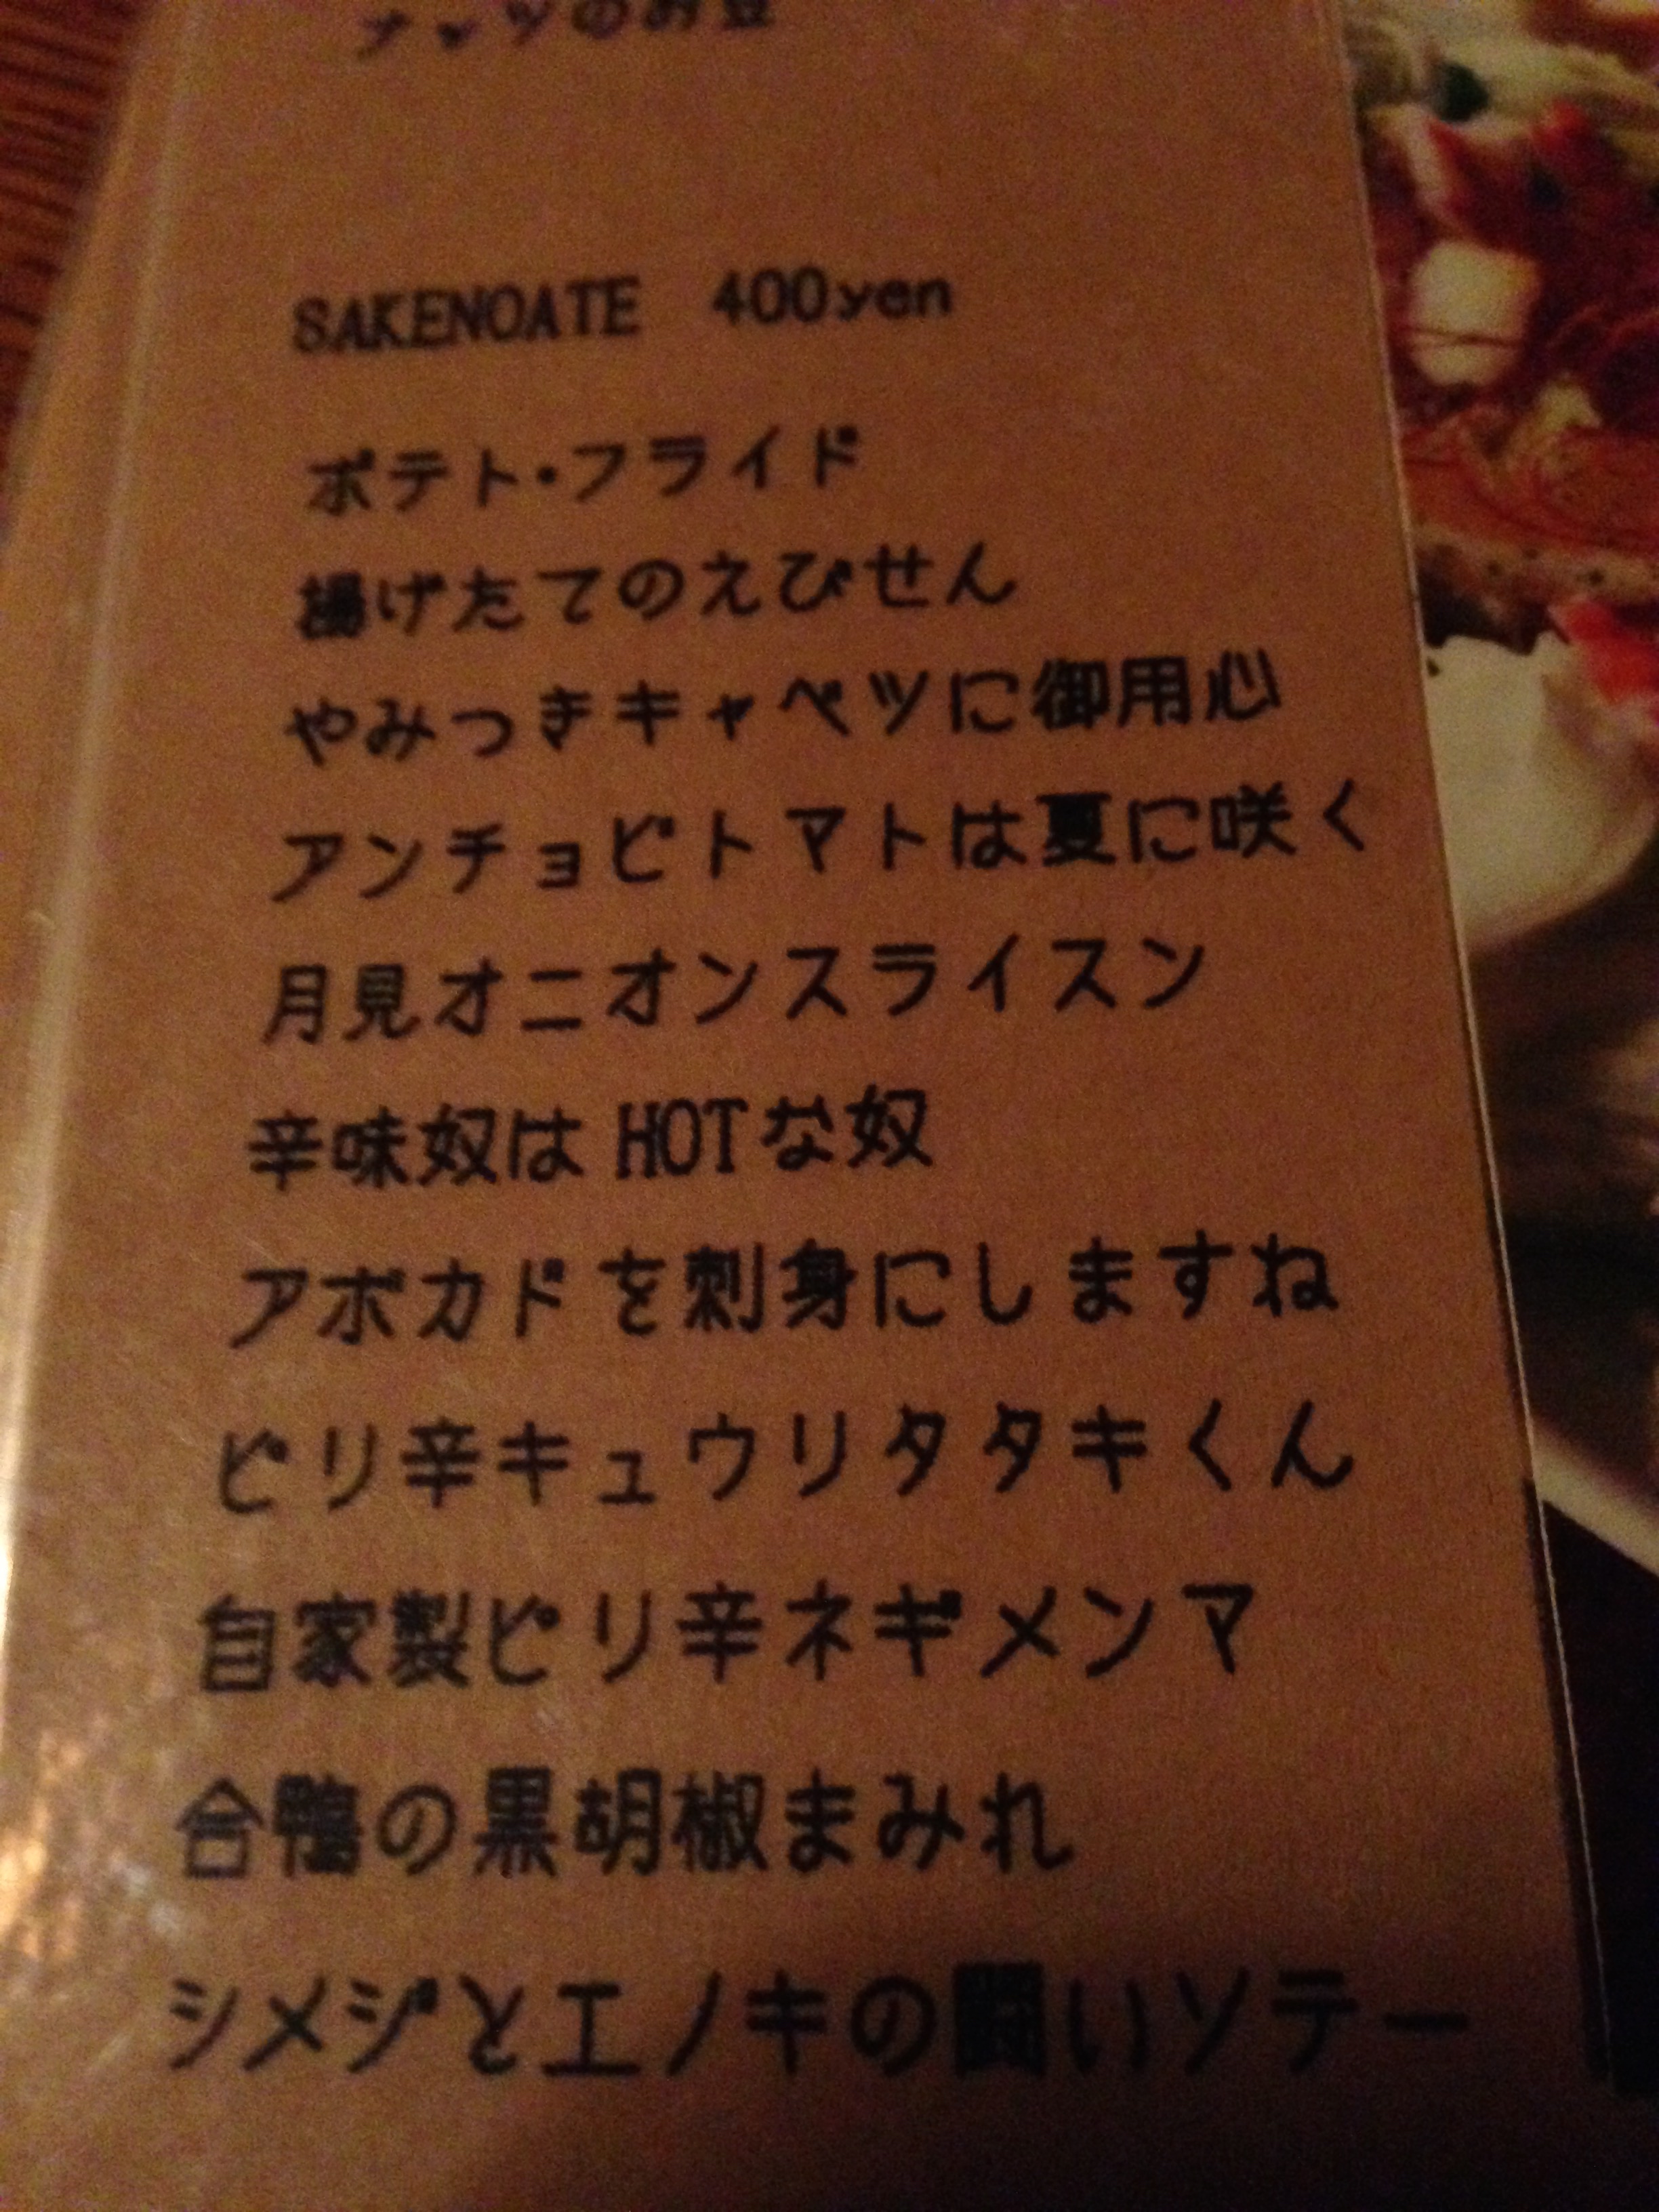 ナッツのお豆
SAKENOATE 400yen
ポテト・フライド
揚げたてのえびせん
やみつきキャベツに御用心
アンチョビトマトは夏に咲く
月見オニオンスライスン
辛味奴は HOTな奴
アボカドを刺身にしますね
ピリ辛キュウリタタキくん
自家製ピリ辛ネギメンマ
合鴨の黒胡椒まみれ
シメジとエノキの闘いソテー